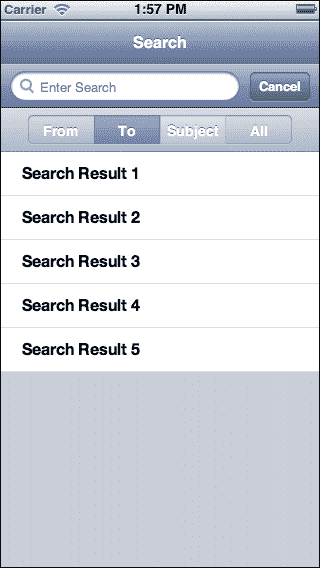 Carrier 1:57 PM
Search
Enter Search Cancel
From To Subject All
Search Result 1
Search Result 2
Search Result 3
Search Result 4
Search Result 5